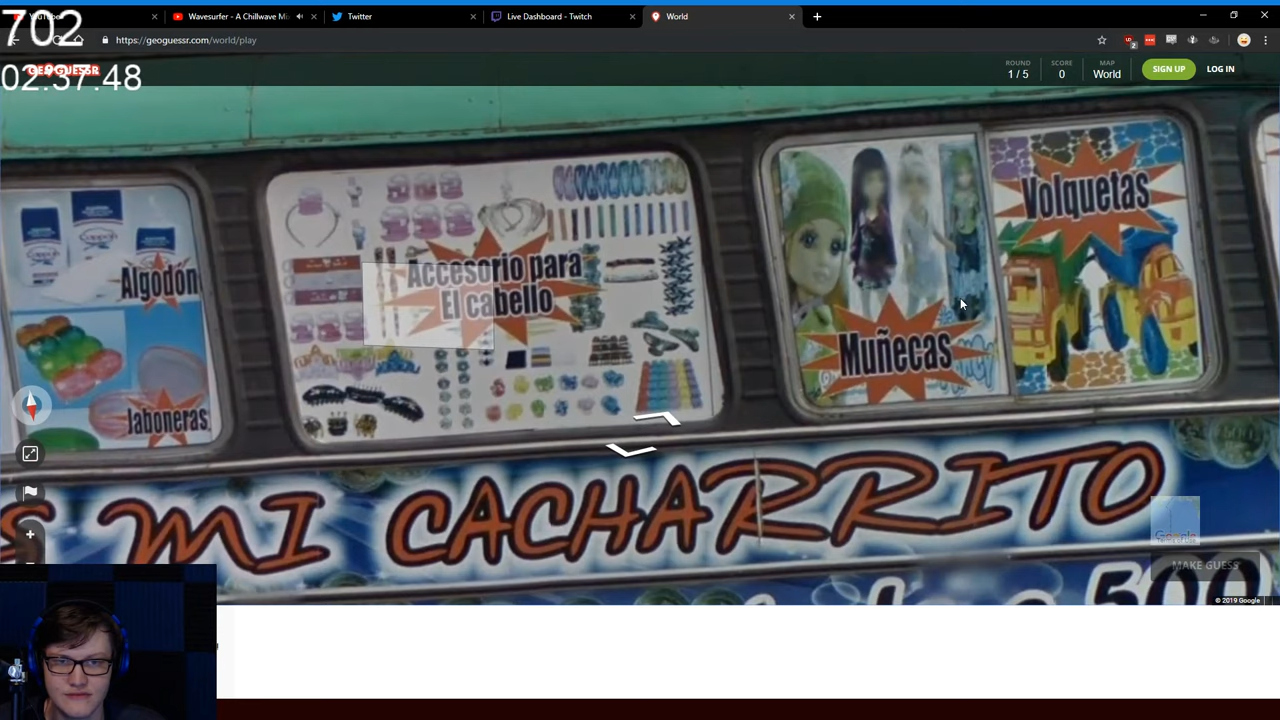 Wavesurfer - A Chillwave Mi
Twitter
Live Dashboard - Twitch
World
702
https://geoguessr.com/world/play
02:37.48
GEOGUESSR
ROUND
1 / 5
SCORE
0
MAP
World
SIGN UP
LOG IN
Algodón
Jaboneras
Accesorio para
El cabello
Muñecas
Volquetas
MI CACHARRITO
500
MAKE GUESS
© 2019 Google